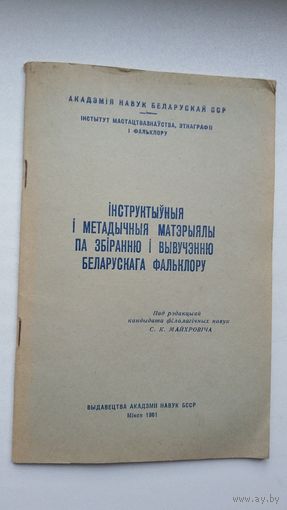 АКАДЭМІЯ НАВУК БЕЛАРУСКАЙ ССР
ІНСТЫТУТ МАСТАЦТВАЗНАЎСТВА, ЭТНАГРАФІІ
І ФАЛЬКЛОРУ
ІНСТРУКТЫЎНЫЯ
І МЕТАДЫЧНЫЯ МАТЭРЫЯЛЫ
ПА ЗБІРАННЮ І ВЫВУЧЭННЮ
БЕЛАРУСКАГА ФАЛЬКЛОРУ
Пад рэдакцыяй
кандыдата філалагічных навук
С. К. МАЙХРОВІЧА
ВЫДАВЕЦТВА АКАДЭМІІ НАВУК БССР
Мінск 1961
ay.by